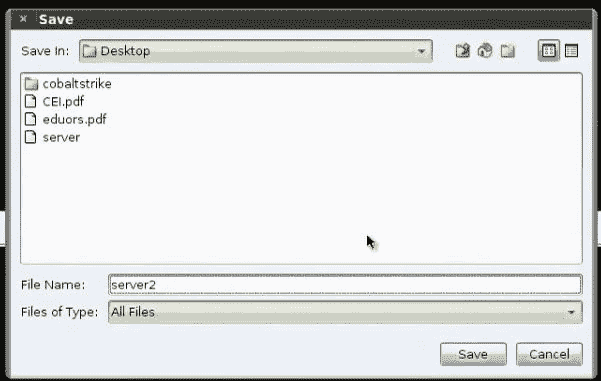 Save
Save In: Desktop
cobaltstrike
CEI.pdf
eduors.pdf
server
File Name: server2
Files of Type: All Files
Save Cancel